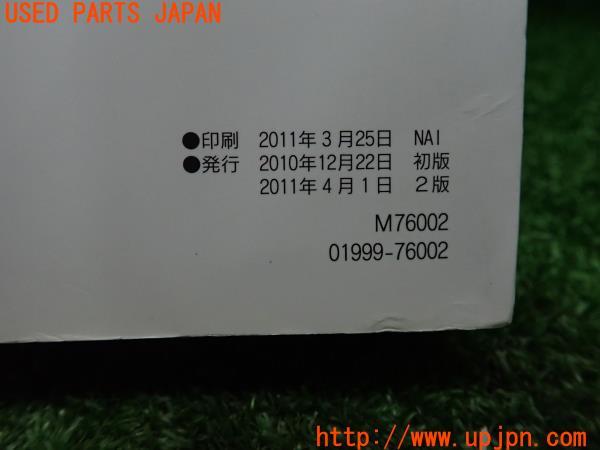 USED PARTS JAPAN
●印刷 2011年3月25日 NAI
●発行 2010年12月22日 初版
2011年4月1日 2版
M76002
01999-76002
http://www.upjpn.com/